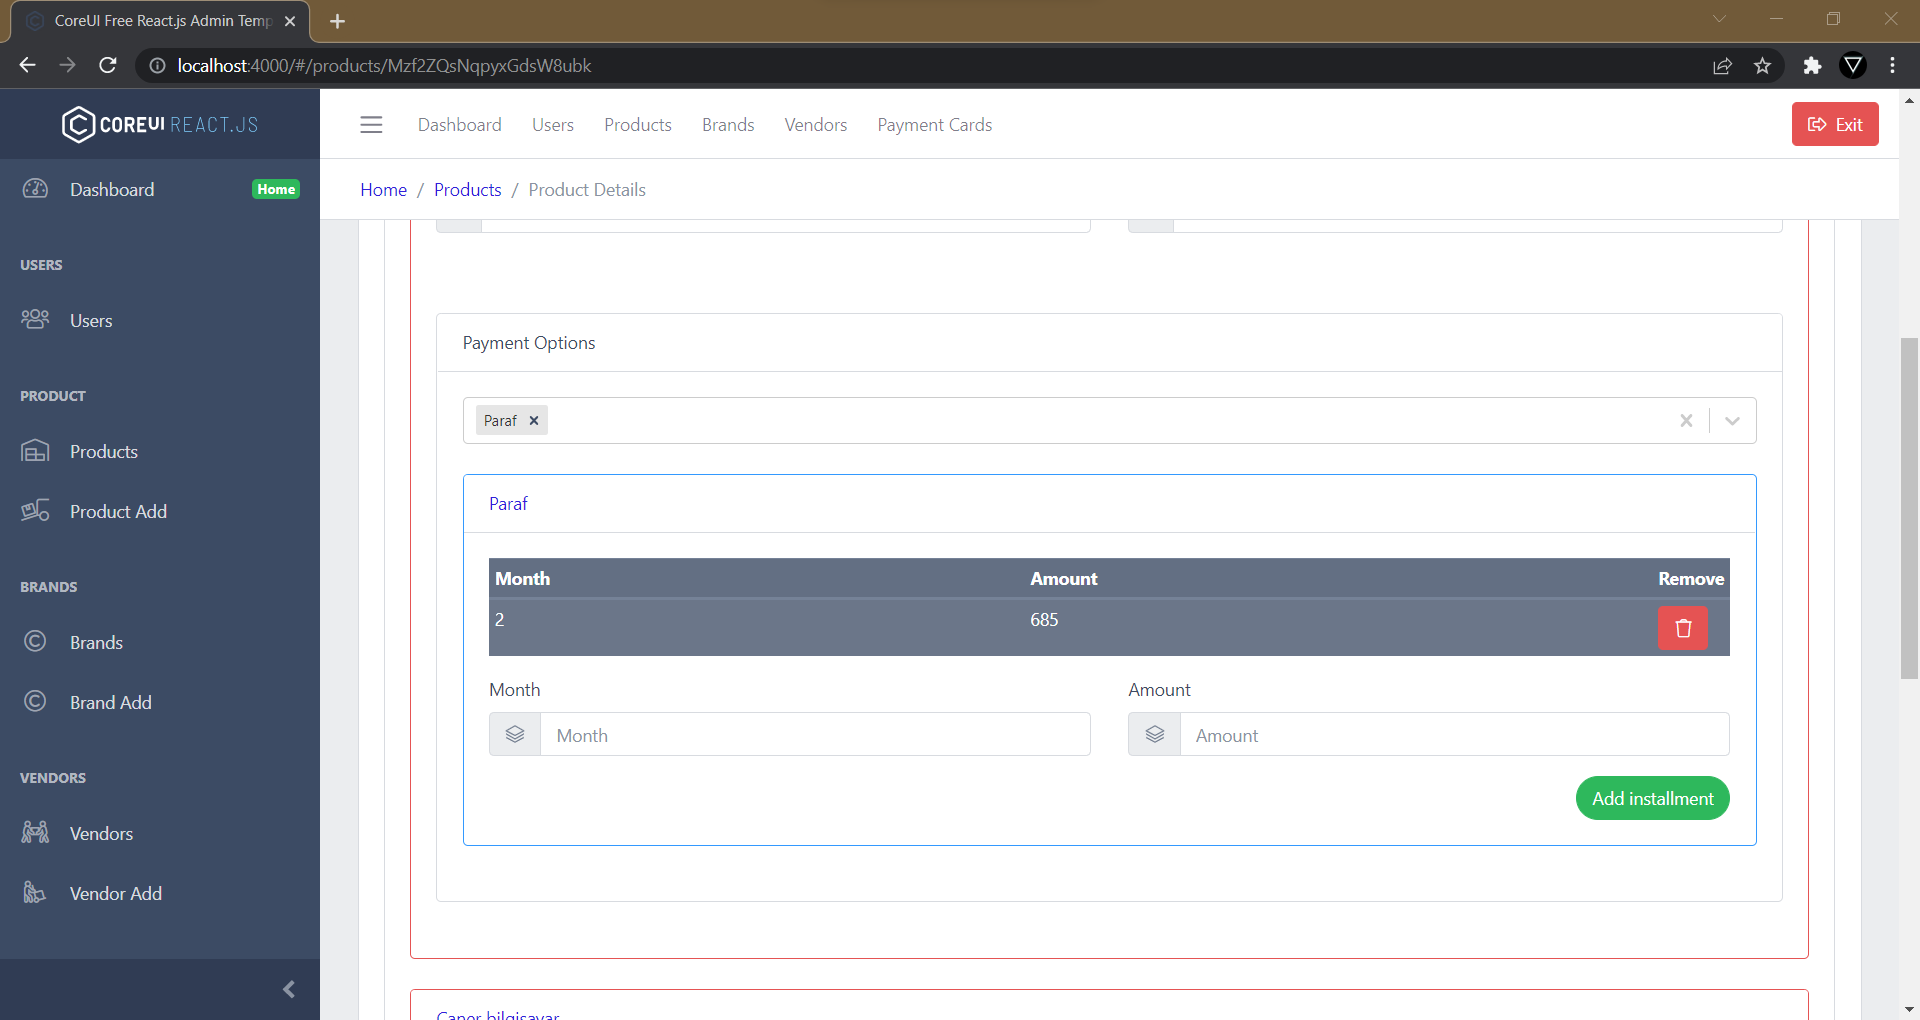 CoreUI Free React.js Admin Temp
localhost:4000/#/products/Mzf2ZQsNqpyxGdsW8ubk
COREUI REACT.JS
Dashboard Users Products Brands Vendors Payment Cards
Exit
Home / Products / Product Details
Dashboard Home
USERS
Users
PRODUCT
Products
Product Add
BRANDS
Brands
Brand Add
VENDORS
Vendors
Vendor Add
Payment Options
Paraf
Paraf
Month Amount Remove
2 685
Month Amount
Month Amount
Add installment
Caner bilgisayar